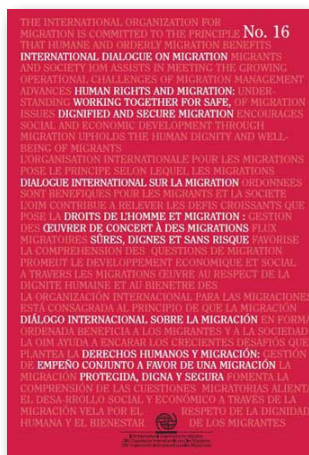 THE INTERNATIONAL ORGANIZATION FOR No. 16
MIGRATION IS COMMITTED TO THE PRINCIPLE
THAT HUMANE AND ORDERLY MIGRATION BENEFITS
INTERNATIONAL DIALOGUE ON MIGRATION MIGRANTS
AND SOCIETY IOM ASSISTS IN MEETING THE GROWING
OPERATIONAL CHALLENGES OF MIGRATION MANAGEMENT
ADVANCES HUMAN RIGHTS AND MIGRATION: UNDER-
STANDING WORKING TOGETHER FOR SAFE, OF MIGRATION
ISSUES DIGNIFIED AND SECURE MIGRATION ENCOURAGES
SOCIAL AND ECONOMIC DEVELOPMENT THROUGH
MIGRATION UPHOLDS THE HUMAN DIGNITY AND WELL-
BEING OF MIGRANTS
L'ORGANISATION INTERNATIONALE POUR LES MIGRATIONS
POSE LE PRINCIPE SELON LEQUEL LES MIGRATIONS
DIALOGUE INTERNATIONAL SUR LA MIGRATION ORDONNEES
SONT BENEFIQUES POUR LES MIGRANTS ET LA SOCIETE
L'OIM CONTRIBUE A RELEVER LES DEFIS CROISSANTS QUE
POSE LA DROITS DE L'HOMME ET MIGRATION : GESTION
DES ŒUVRER DE CONCERT À DES MIGRATIONS FLUX
MIGRATOIRES SÛRES, DIGNES ET SANS RISQUE FAVORISE
LA COMPREHENSION DES QUESTIONS DE MIGRATION
PROMEUT LE DEVELOPPEMENT ECONOMIQUE ET SOCIAL
A TRAVERS LES MIGRATIONS ŒUVRE AU RESPECT DE LA
DIGNITE HUMAINE ET AU BIENETRE DES
LA ORGANIZACIÓN INTERNACIONAL PARA LAS MIGRACIONES
ESTÁ CONSAGRADA AL PRINCIPIO DE QUE LA MIGRACIÓN
DIÁLOGO INTERNACIONAL SOBRE LA MIGRACIÓN EN FORMA
ORDENADA BENEFICIA A LOS MIGRANTES Y A LA SOCIEDAD
LA OIM AYUDA A ENCARAR LOS CRECIENTES DESAFÍOS QUE
PLANTEA LA DERECHOS HUMANOS Y MIGRACIÓN: GESTIÓN
DE EMPEÑO CONJUNTO A FAVOR DE UNA MIGRACIÓN LA
MIGRACIÓN PROTEGIDA, DIGNA Y SEGURA FOMENTA LA
COMPRENSIÓN DE LAS CUESTIONES MIGRATORIAS ALIENTA
EL DESA-RROLLO SOCIAL Y ECONÓMICO A TRAVÉS DE LA
MIGRACIÓN VELA POR EL RESPETO DE LA DIGNIDAD
HUMANA Y EL BIENESTAR DE LOS MIGRANTES